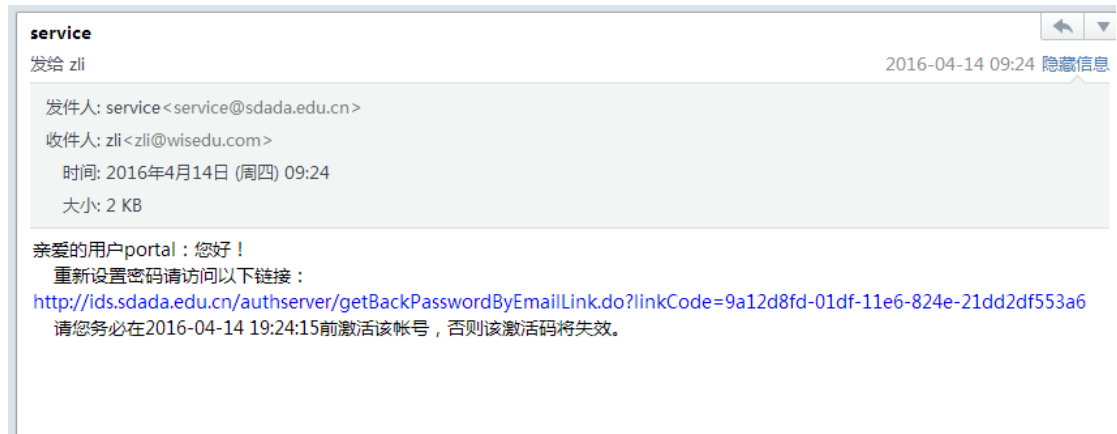 service
发给 zli 2016-04-14 09:24 隐藏信息
发件人: service<service@sdada.edu.cn>
收件人: zli<zli@wisedu.com>
时间: 2016年4月14日 (周四) 09:24
大小: 2 KB
亲爱的用户portal：您好！
重新设置密码请访问以下链接：
http://ids.sdada.edu.cn/authserver/getBackPasswordByEmailLink.do?linkCode=9a12d8fd-01df-11e6-824e-21dd2df553a6
请您务必在2016-04-14 19:24:15前激活该帐号，否则该激活码将失效。